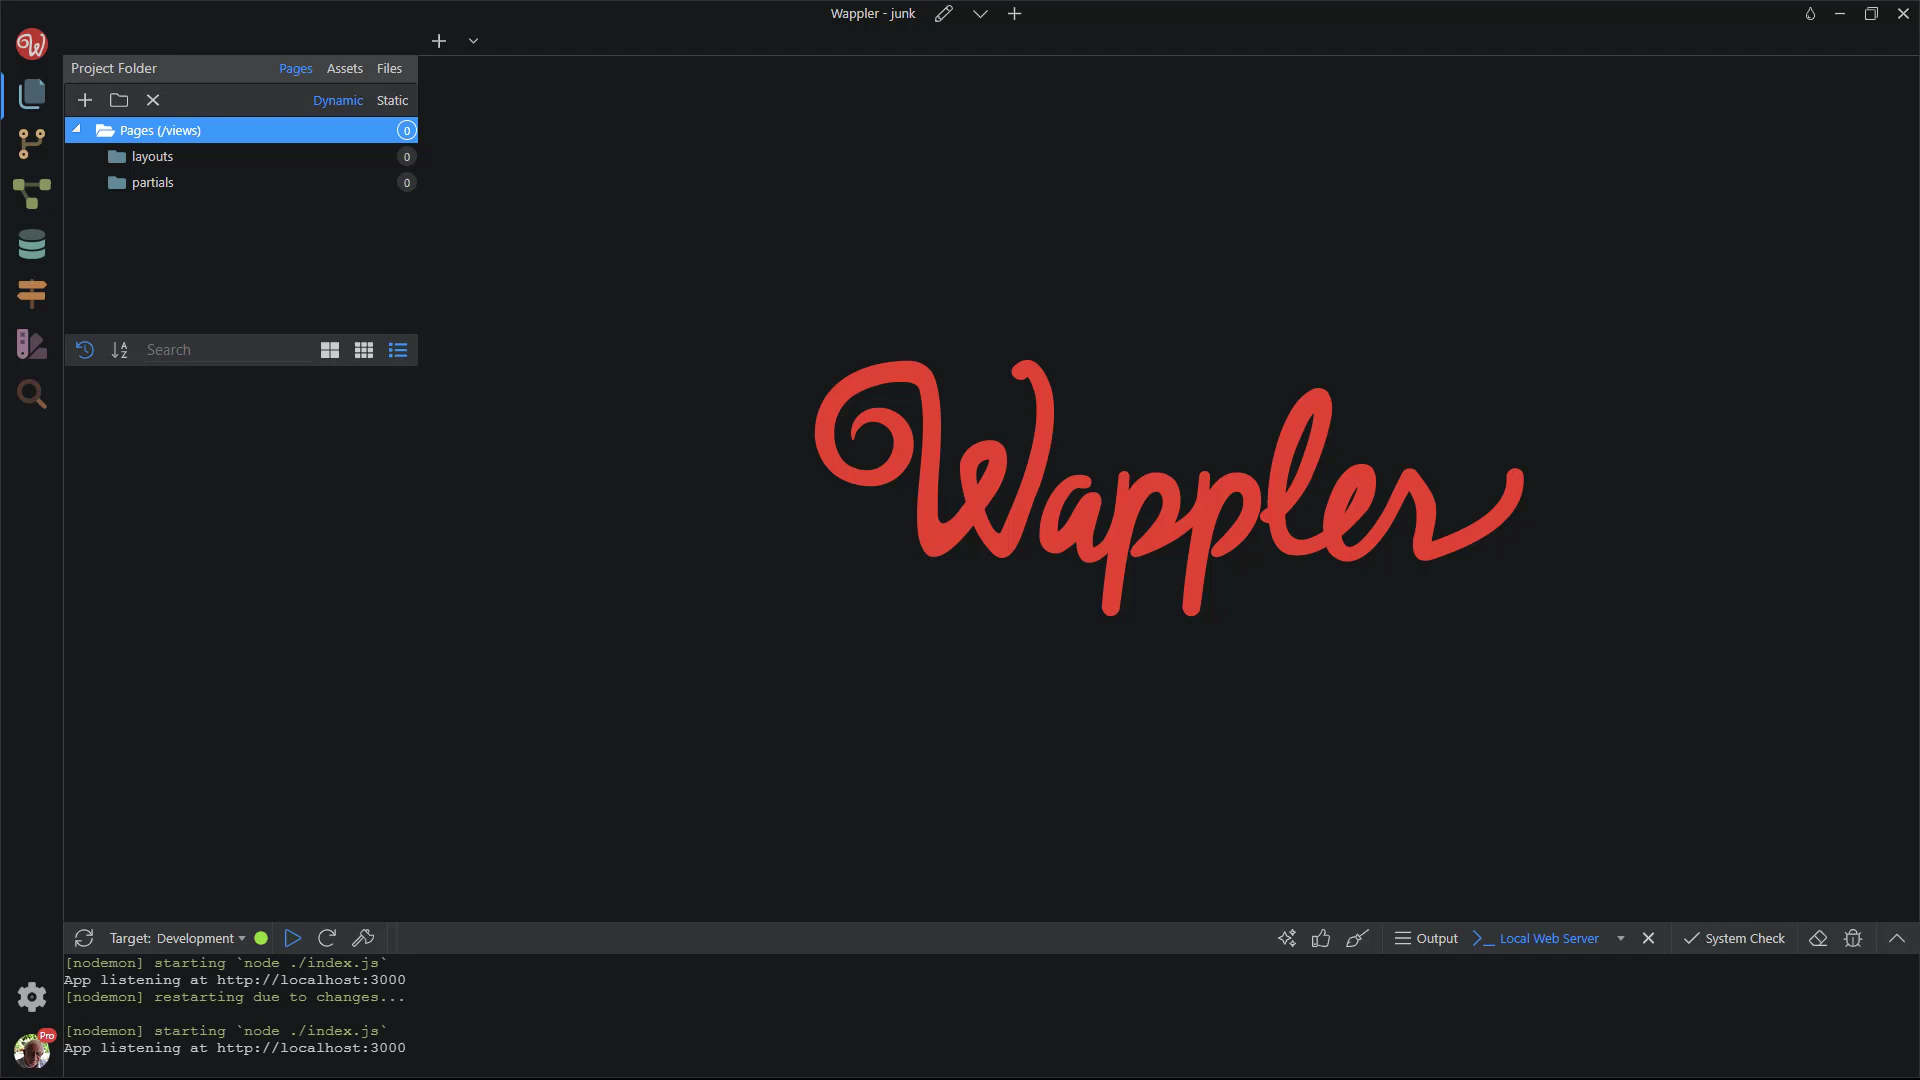 Wappler - junk
Project Folder
Pages
Assets
Files
Dynamic
Static
Pages (/views)
0
layouts
0
partials
0
Search
Wappler
Target: Development
Output
Local Web Server
System Check
[nodemon] starting `node ./index.js`
App listening at http://localhost:3000
[nodemon] restarting due to changes...
[nodemon] starting `node ./index.js`
App listening at http://localhost:3000
Pro